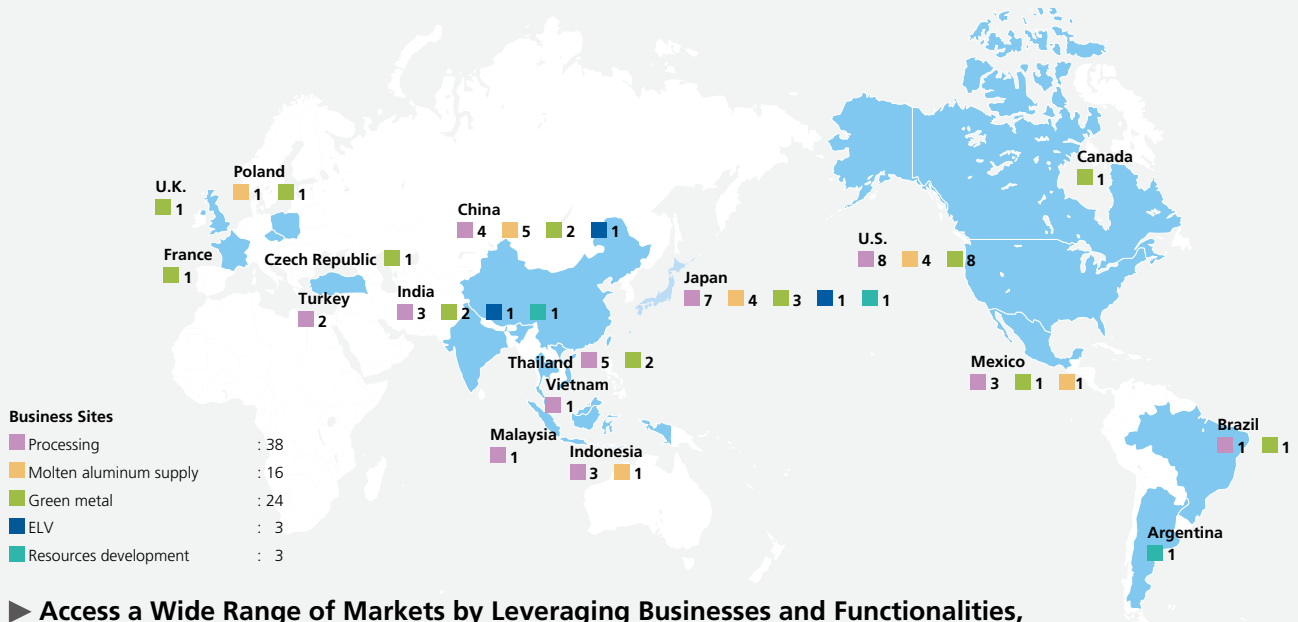 Canada
1
Poland
1 1
U.K.
1
China
4 5 2 1
U.S.
8 4 8
France
1
Czech Republic 1
Japan
7 4 3 1 1
India
3 2 1 1
Turkey
2
Thailand 5 2
Mexico
3 1 1
Vietnam
1
Business Sites
Processing : 38
Molten aluminum supply : 16
Green metal : 24
ELV : 3
Resources development : 3
Malaysia
1
Indonesia
3 1
Brazil
1 1
Argentina
1
▶ Access a Wide Range of Markets by Leveraging Businesses and Functionalities,